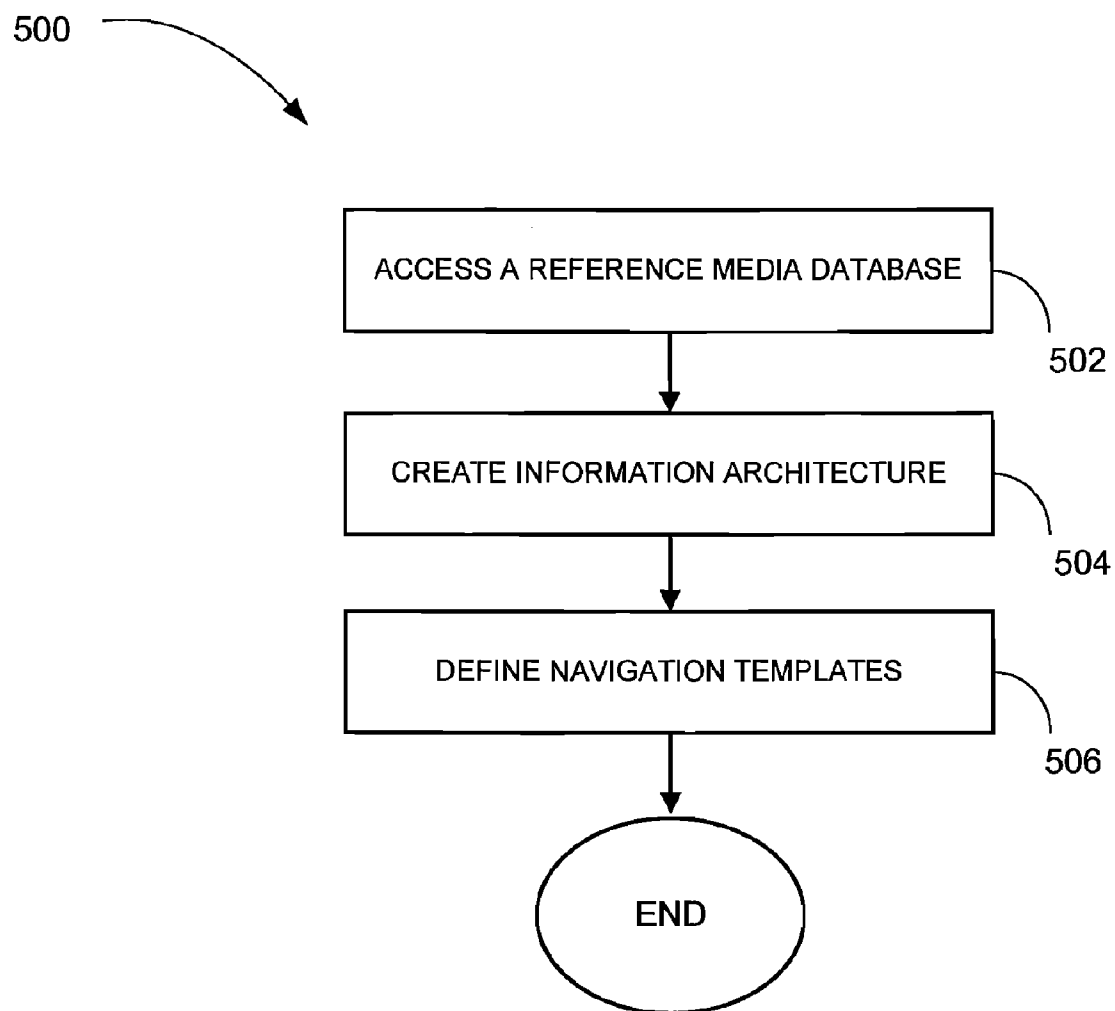 500
ACCESS A REFERENCE MEDIA DATABASE
502
CREATE INFORMATION ARCHITECTURE
504
DEFINE NAVIGATION TEMPLATES
506
END